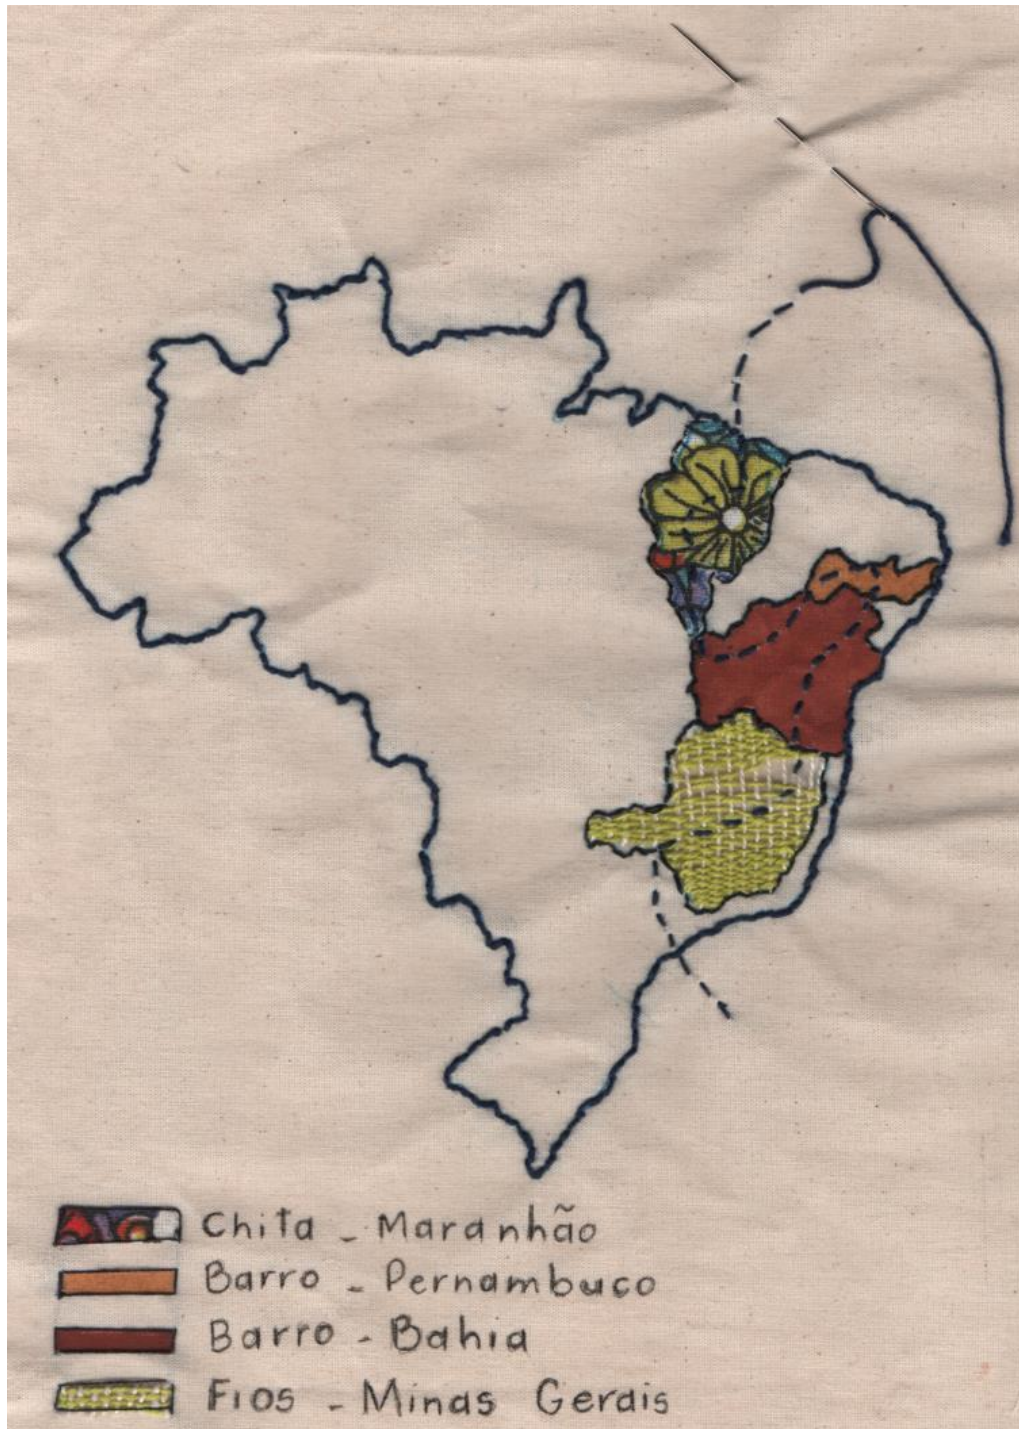 Chita - Maranhão
Barro - Pernambuco
Barro - Bahia
Fios - Minas Gerais